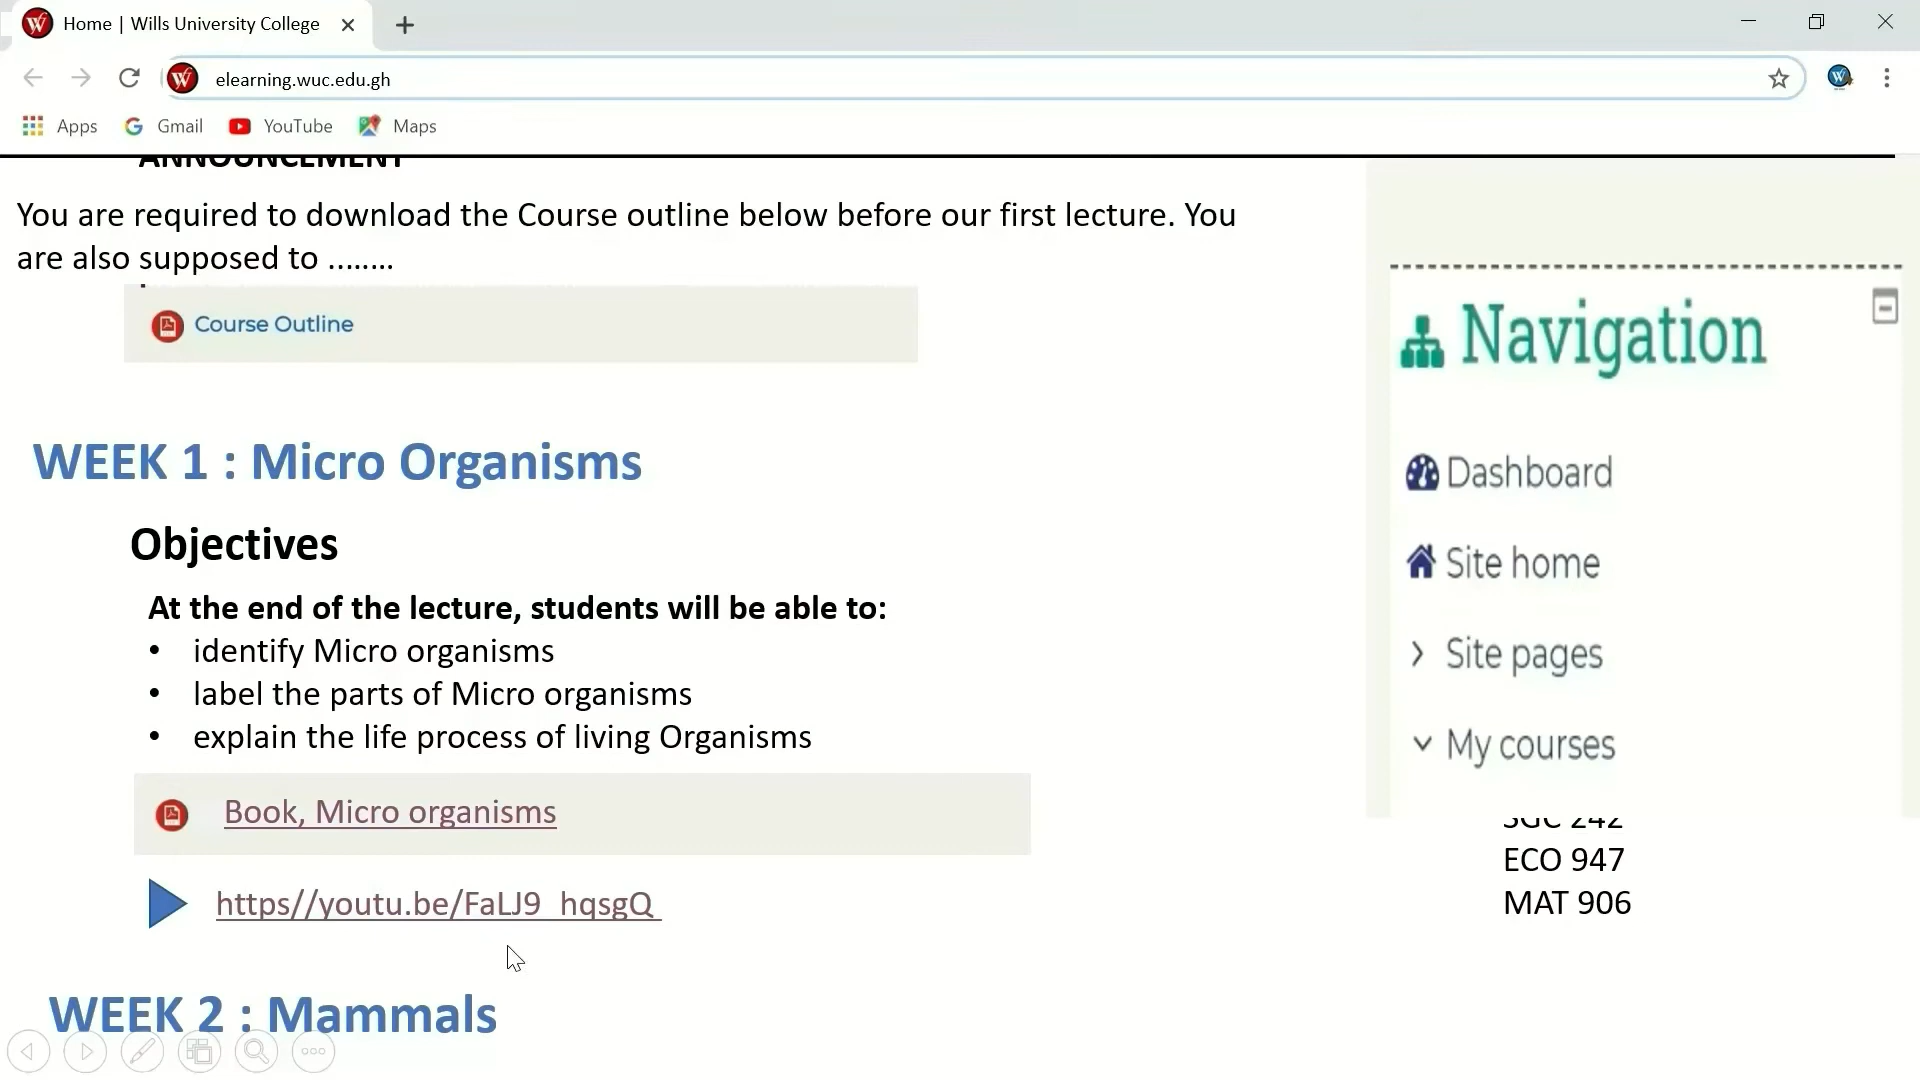 Home | Wills University College
elearning.wuc.edu.gh
Apps
Gmail
YouTube
Maps
ANNOUNCEMENT
You are required to download the Course outline below before our first lecture. You
are also supposed to ........
Course Outline
WEEK 1 : Micro Organisms
Objectives
At the end of the lecture, students will be able to:
• identify Micro organisms
• label the parts of Micro organisms
• explain the life process of living Organisms
Book, Micro organisms
https//youtu.be/FaLJ9_hqsgQ
WEEK 2 : Mammals
Navigation
Dashboard
Site home
Site pages
My courses
SGC 242
ECO 947
MAT 906